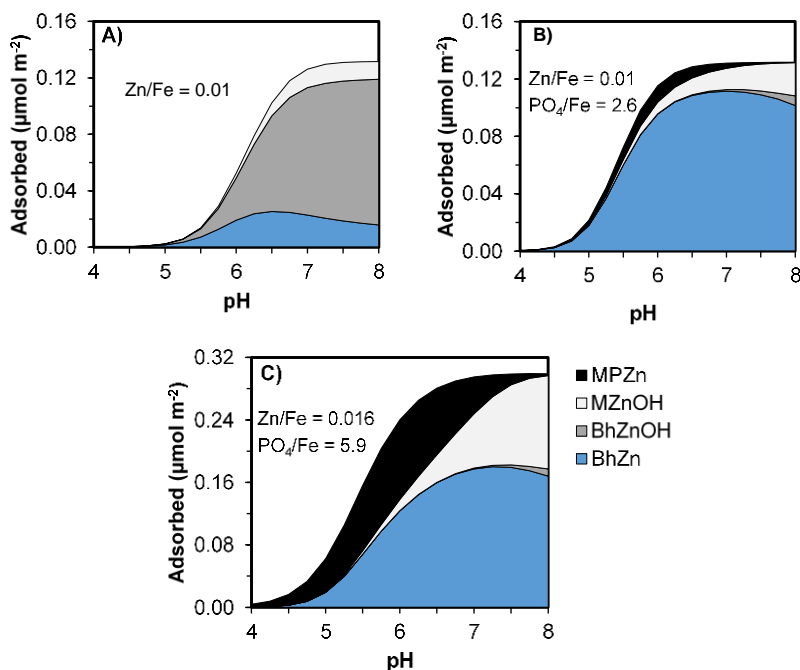 A)
Zn/Fe = 0.01
Adsorbed (µmol m⁻²)
0.16
0.12
0.08
0.04
0.00
4 5 6 7 8
pH
B)
Zn/Fe = 0.01
PO₄/Fe = 2.6
Adsorbed (µmol m⁻²)
0.16
0.12
0.08
0.04
0.00
4 5 6 7 8
pH
C)
Zn/Fe = 0.016
PO₄/Fe = 5.9
Adsorbed (µmol m⁻²)
0.32
0.24
0.16
0.08
0.00
4 5 6 7 8
pH
MPZn
MZnOH
BhZnOH
BhZn